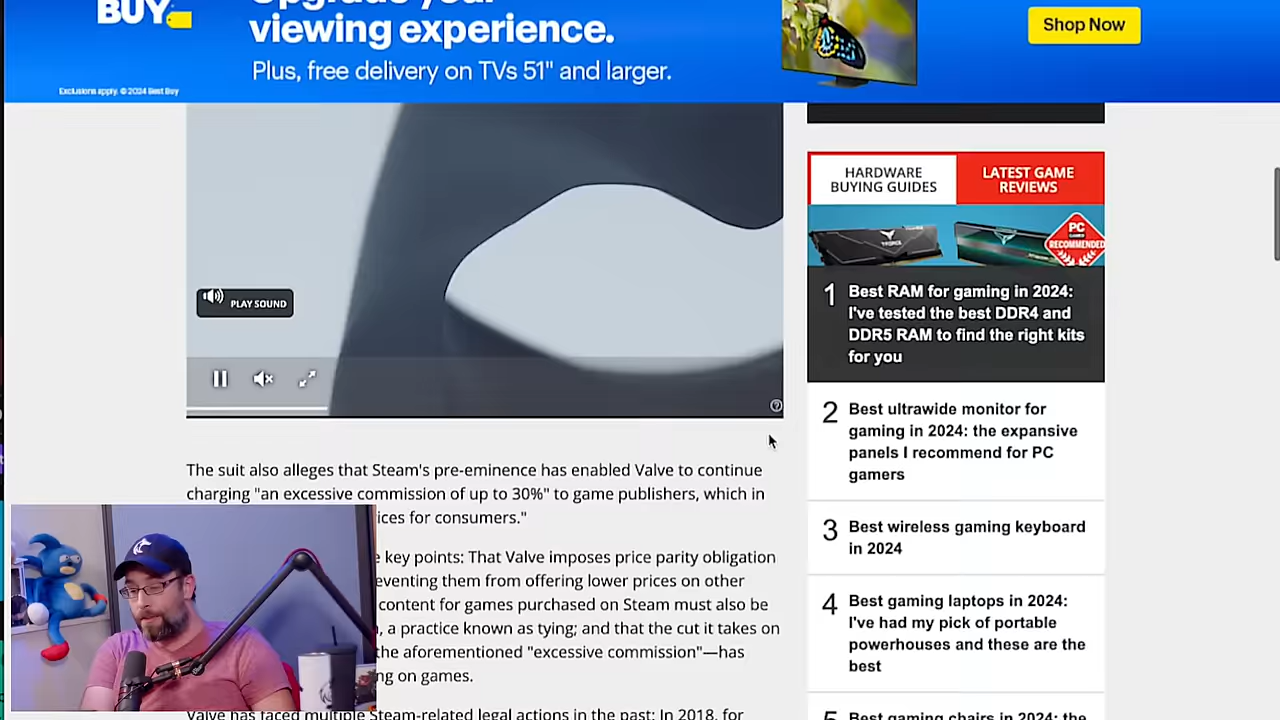 BUY
Upgrade your
viewing experience.
Plus, free delivery on TVs 51" and larger.
Exclusions apply. © 2024 Best Buy
Shop Now
PLAY SOUND
HARDWARE
BUYING GUIDES
LATEST GAME
REVIEWS
T-FORCE
PC
GAMER
RECOMMENDED
1
Best RAM for gaming in 2024:
I've tested the best DDR4 and
DDR5 RAM to find the right kits
for you
2
Best ultrawide monitor for
gaming in 2024: the expansive
panels I recommend for PC
gamers
3
Best wireless gaming keyboard
in 2024
4
Best gaming laptops in 2024:
I've had my pick of portable
powerhouses and these are the
best
5
Best gaming chairs in 2024: the
The suit also alleges that Steam's pre-eminence has enabled Valve to continue
charging "an excessive commission of up to 30%" to game publishers, which in
ices for consumers."
key points: That Valve imposes price parity obligation
eventing them from offering lower prices on other
content for games purchased on Steam must also be
, a practice known as tying; and that the cut it takes on
the aforementioned "excessive commission"—has
ng on games.
Valve has faced multiple Steam-related legal actions in the past: In 2018, for